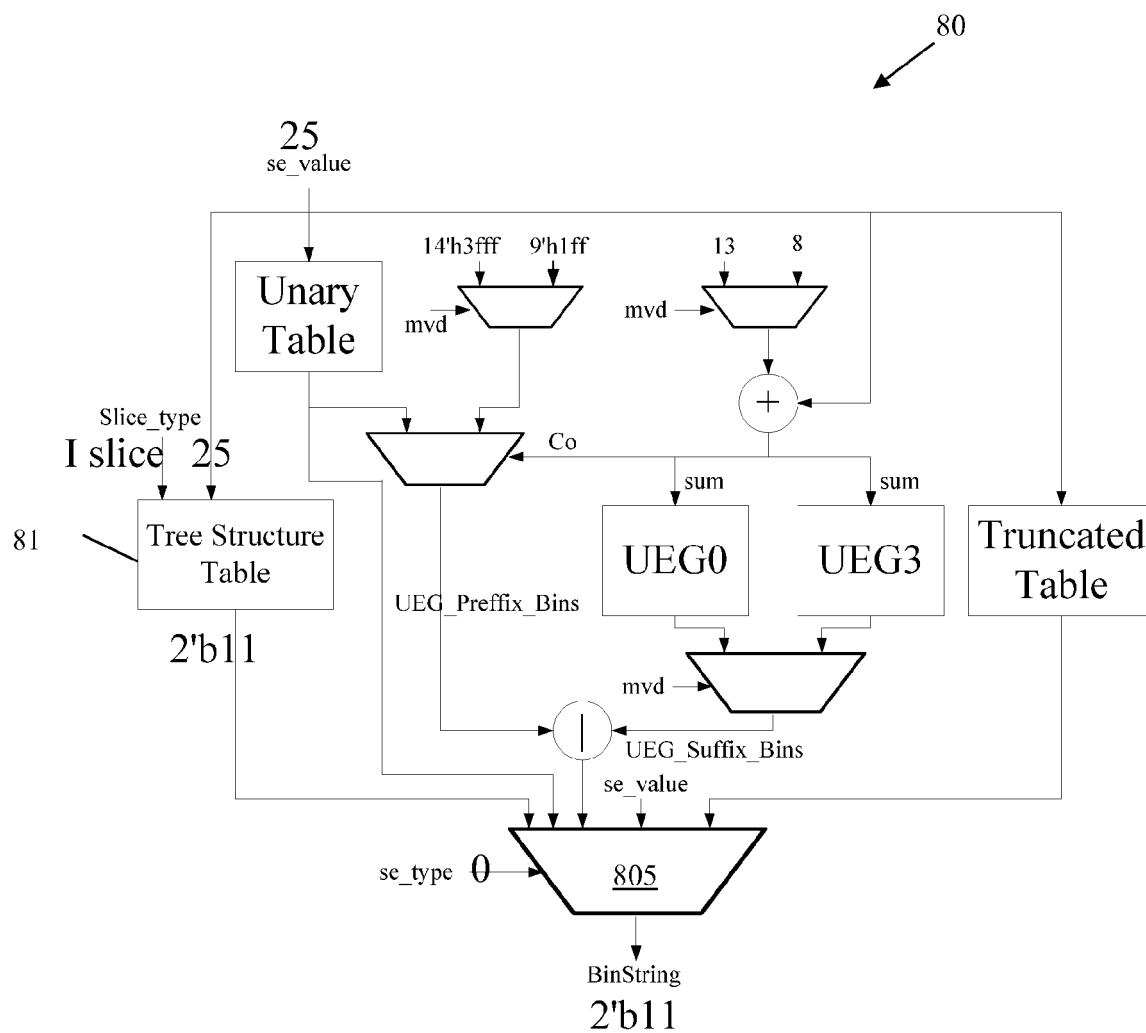 80
25
se_value
14'h3fff
9'h1ff
13
8
Unary
Table
mvd
mvd
+
Slice_type
I slice 25
Co
sum
sum
81
Tree Structure
Table
UEG0
UEG3
Truncated
Table
UEG_Preffix_Bins
2'b11
mvd
|
UEG_Suffix_Bins
se_value
se_type 0
805
BinString
2'b11